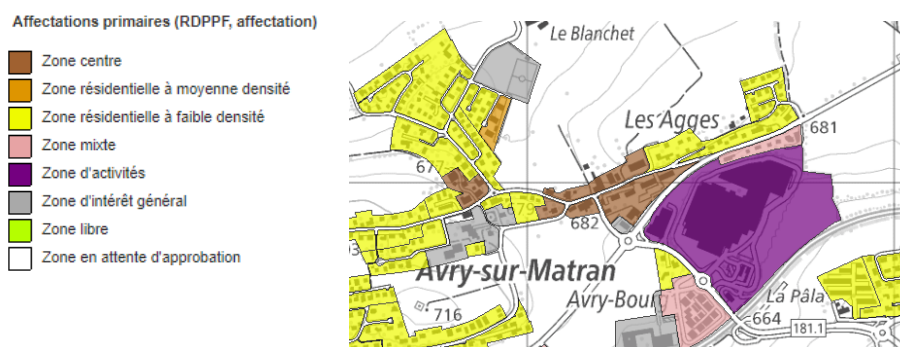 Affectations primaires (RDPPF, affectation)
Zone centre
Zone résidentielle à moyenne densité
Zone résidentielle à faible densité
Zone mixte
Zone d'activités
Zone d'intérêt général
Zone libre
Zone en attente d'approbation
Le Blanchet
Les Agges
681
682
Avry-sur-Matran
Avry-Bourg
La Pâla
716
664
181.1